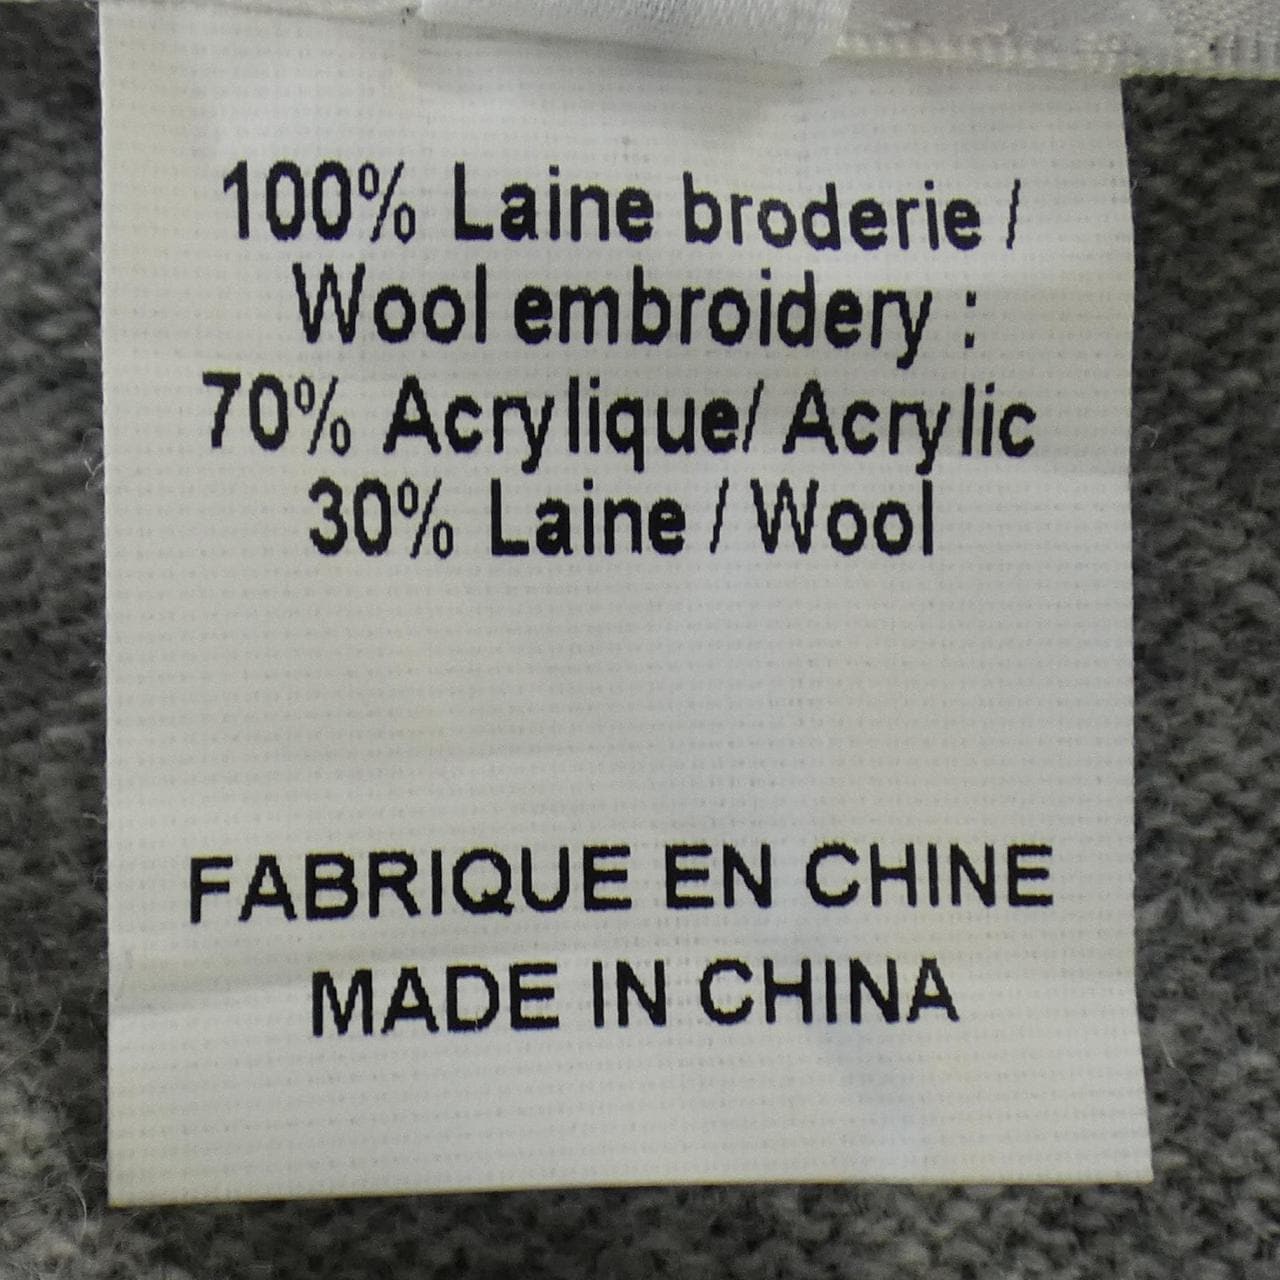 100% Laine broderie /
Wool embroidery :
70% Acrylique/ Acrylic
30% Laine / Wool
FABRIQUE EN CHINE
MADE IN CHINA